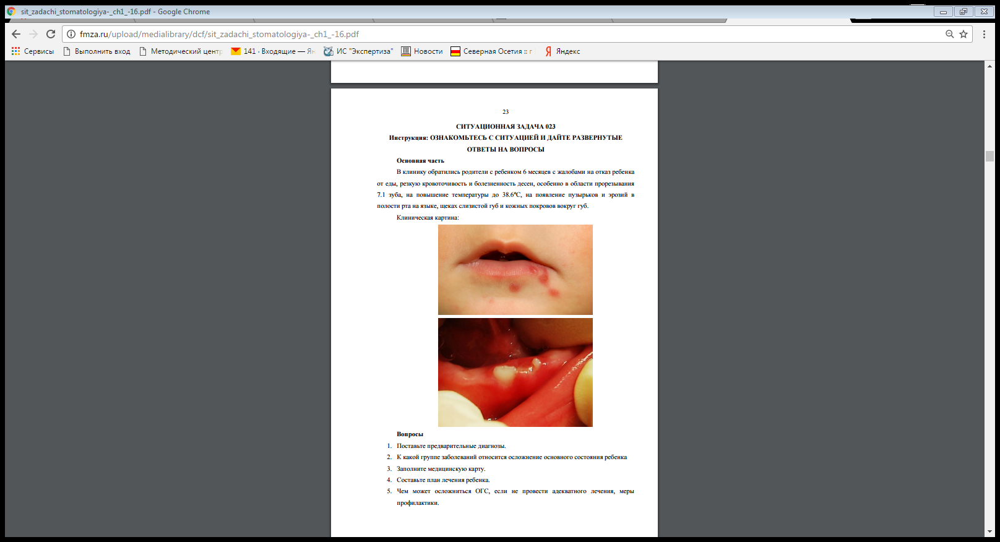 sit_zadachi_stomatologiya-_ch1_-16.pdf - Google Chrome
fmza.ru/upload/medialibrary/dcf/sit_zadachi_stomatologiya-_ch1_-16.pdf
Сервисы Выполнить вход Методический центр 141 · Входящие — Ян ИС "Экспертиза" Новости Северная Осетия :: г Яндекс
23
СИТУАЦИОННАЯ ЗАДАЧА 023
Инструкция: ОЗНАКОМЬТЕСЬ С СИТУАЦИЕЙ И ДАЙТЕ РАЗВЕРНУТЫЕ
ОТВЕТЫ НА ВОПРОСЫ
Основная часть
В клинику обратились родители с ребенком 6 месяцев с жалобами на отказ ребенка
от еды, резкую кровоточивость и болезненность десен, особенно в области прорезывания
7.1 зуба, на повышение температуры до 38.6ºС, на появление пузырьков и эрозий в
полости рта на языке, щеках слизистой губ и кожных покровов вокруг губ.
Клиническая картина:
Вопросы
1. Поставьте предварительные диагнозы.
2. К какой группе заболеваний относится осложнение основного состояния ребенка
3. Заполните медицинскую карту.
4. Составьте план лечения ребенка.
5. Чем может осложниться ОГС, если не провести адекватного лечения, меры
профилактики.